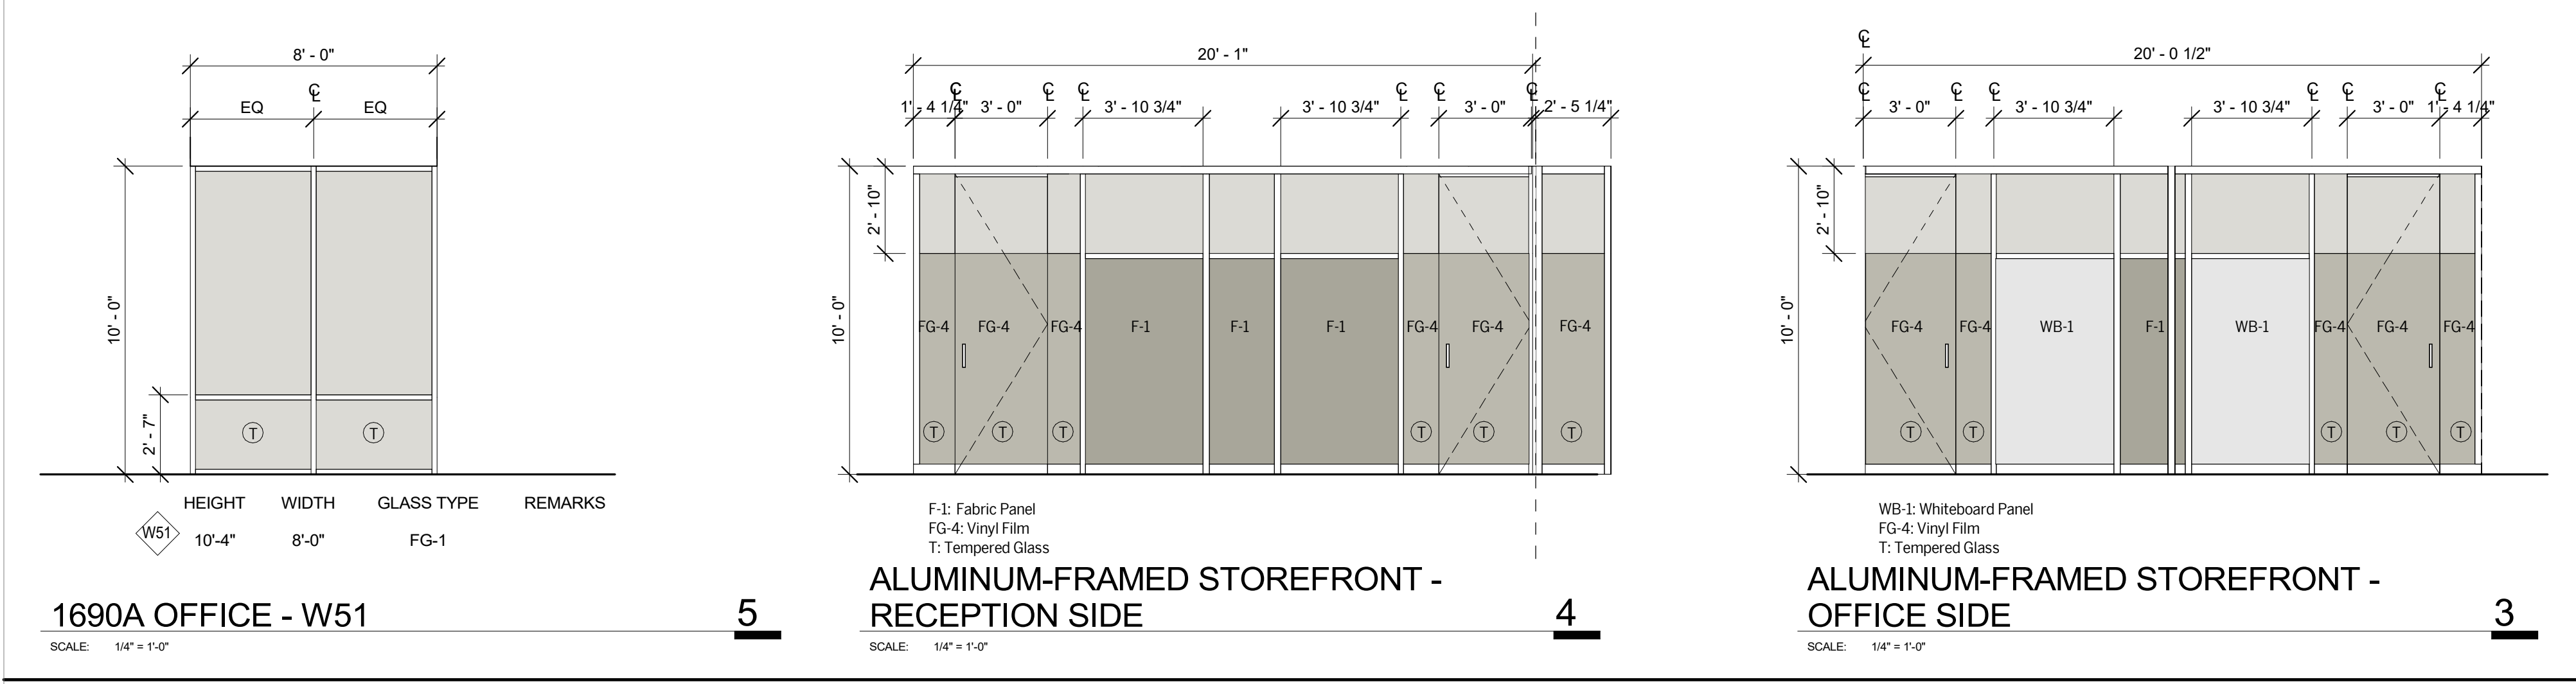 8' - 0"
℄
EQ EQ
10' - 0"
2' - 7"
T T
HEIGHT WIDTH GLASS TYPE REMARKS
W51 10'-4" 8'-0" FG-1
1690A OFFICE - W51 5
SCALE: 1/4" = 1'-0"
20' - 1"
℄ ℄ ℄ ℄ ℄ ℄
1' - 4 1/4" 3' - 0" 3' - 10 3/4" 3' - 10 3/4" 3' - 0" 2' - 5 1/4"
2' - 10"
10' - 0"
FG-4 FG-4 FG-4 F-1 F-1 F-1 FG-4 FG-4 FG-4
T T T T T T
F-1: Fabric Panel
FG-4: Vinyl Film
T: Tempered Glass
ALUMINUM-FRAMED STOREFRONT -
RECEPTION SIDE 4
SCALE: 1/4" = 1'-0"
℄
20' - 0 1/2"
℄ ℄ ℄ ℄ ℄ ℄
3' - 0" 3' - 10 3/4" 3' - 10 3/4" 3' - 0" 1' - 4 1/4"
2' - 10"
10' - 0"
FG-4 FG-4 WB-1 F-1 WB-1 FG-4 FG-4 FG-4
T T T T T
WB-1: Whiteboard Panel
FG-4: Vinyl Film
T: Tempered Glass
ALUMINUM-FRAMED STOREFRONT -
OFFICE SIDE 3
SCALE: 1/4" = 1'-0"